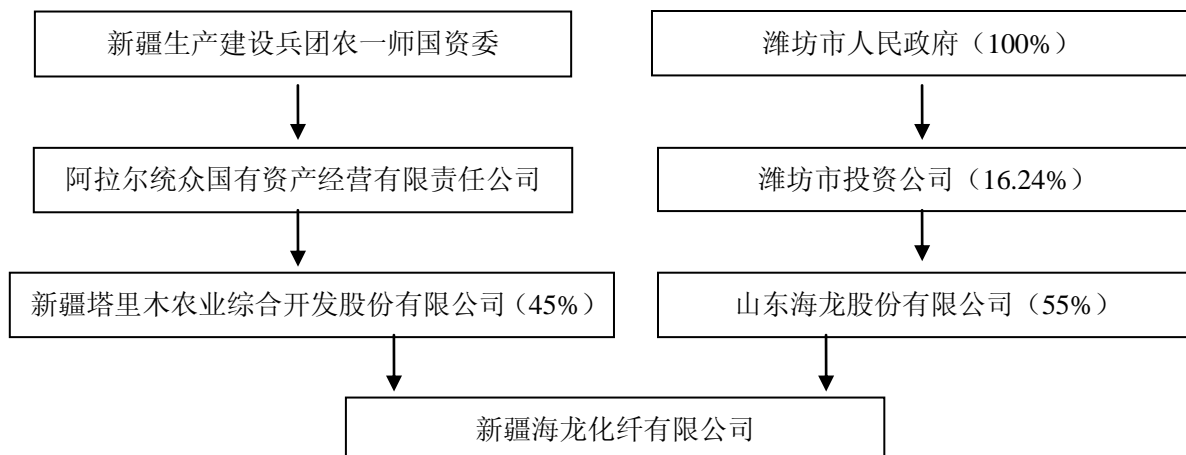 新疆生产建设兵团农一师国资委
潍坊市人民政府（100%）
阿拉尔统众国有资产经营有限责任公司
潍坊市投资公司（16.24%）
新疆塔里木农业综合开发股份有限公司（45%）
山东海龙股份有限公司（55%）
新疆海龙化纤有限公司